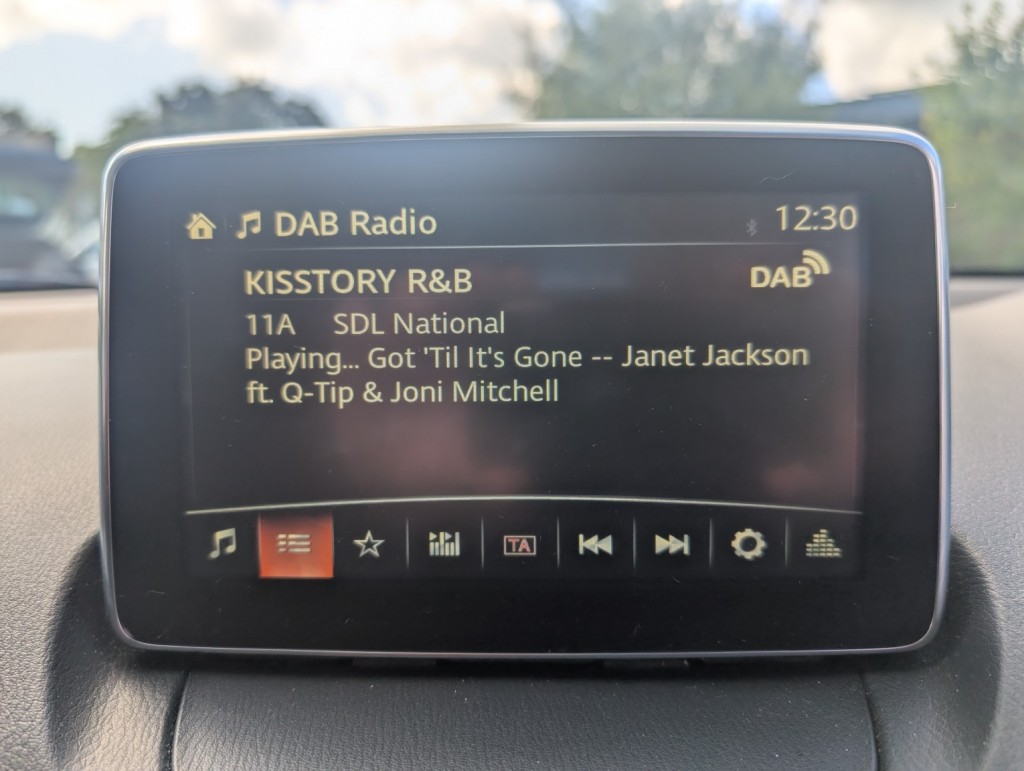 DAB Radio 12:30
KISSTORY R&B DAB
11A SDL National
Playing... Got 'Til It's Gone -- Janet Jackson
ft. Q-Tip & Joni Mitchell
TA